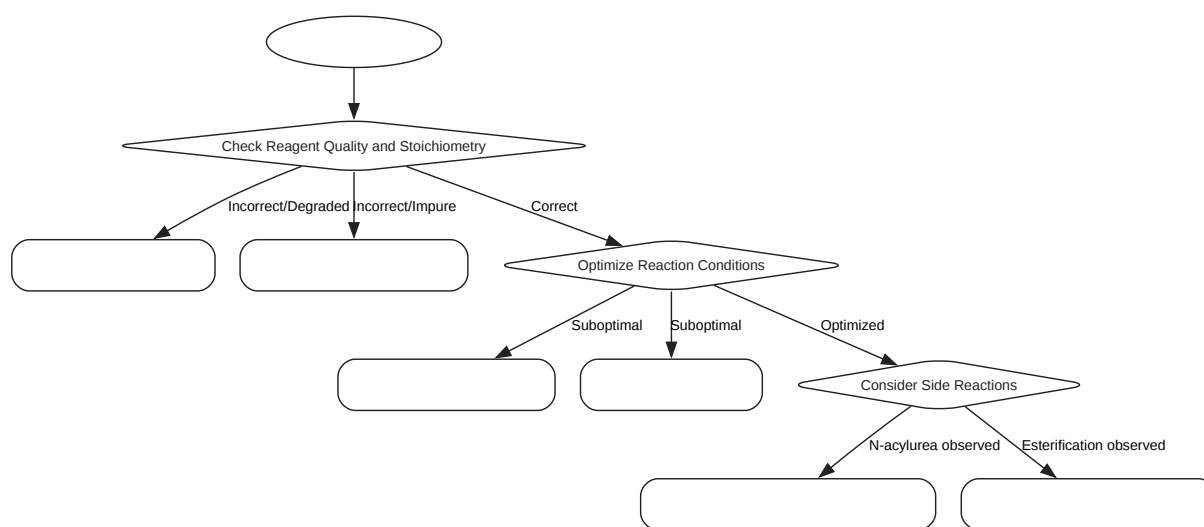 Check Reagent Quality and Stoichiometry
Incorrect/Degraded
Incorrect/Impure
Correct
Optimize Reaction Conditions
Suboptimal
Suboptimal
Optimized
Consider Side Reactions
N-acylurea observed
Esterification observed